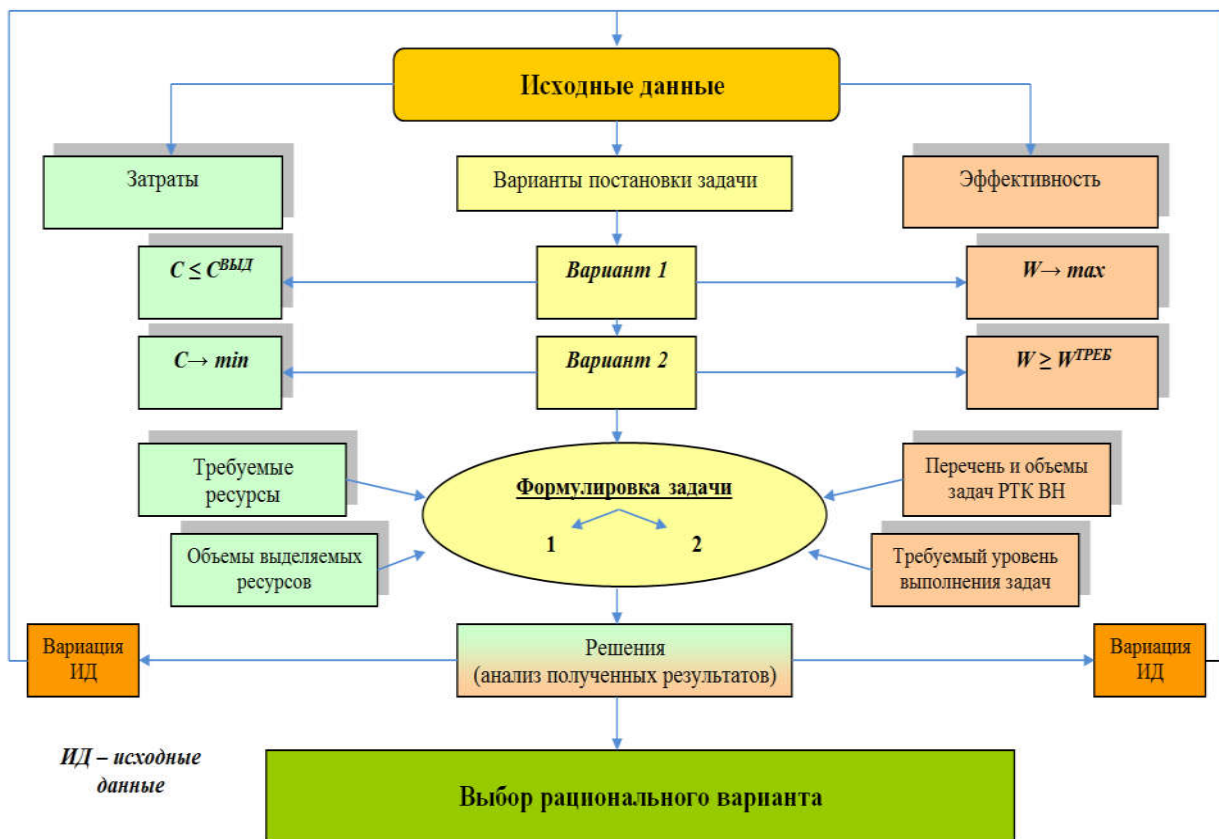 Исходные данные
Затраты
Варианты постановки задачи
Эффективность
C ≤ C^ВЫД
Вариант 1
W→ max
C→ min
Вариант 2
W ≥ W^ТРЕБ
Требуемые
ресурсы
Формулировка задачи
1
2
Перечень и объемы
задач РТК ВН
Объемы выделяемых
ресурсов
Требуемый уровень
выполнения задач
Вариация
ИД
Решения
(анализ полученных результатов)
Вариация
ИД
ИД – исходные
данные
Выбор рационального варианта